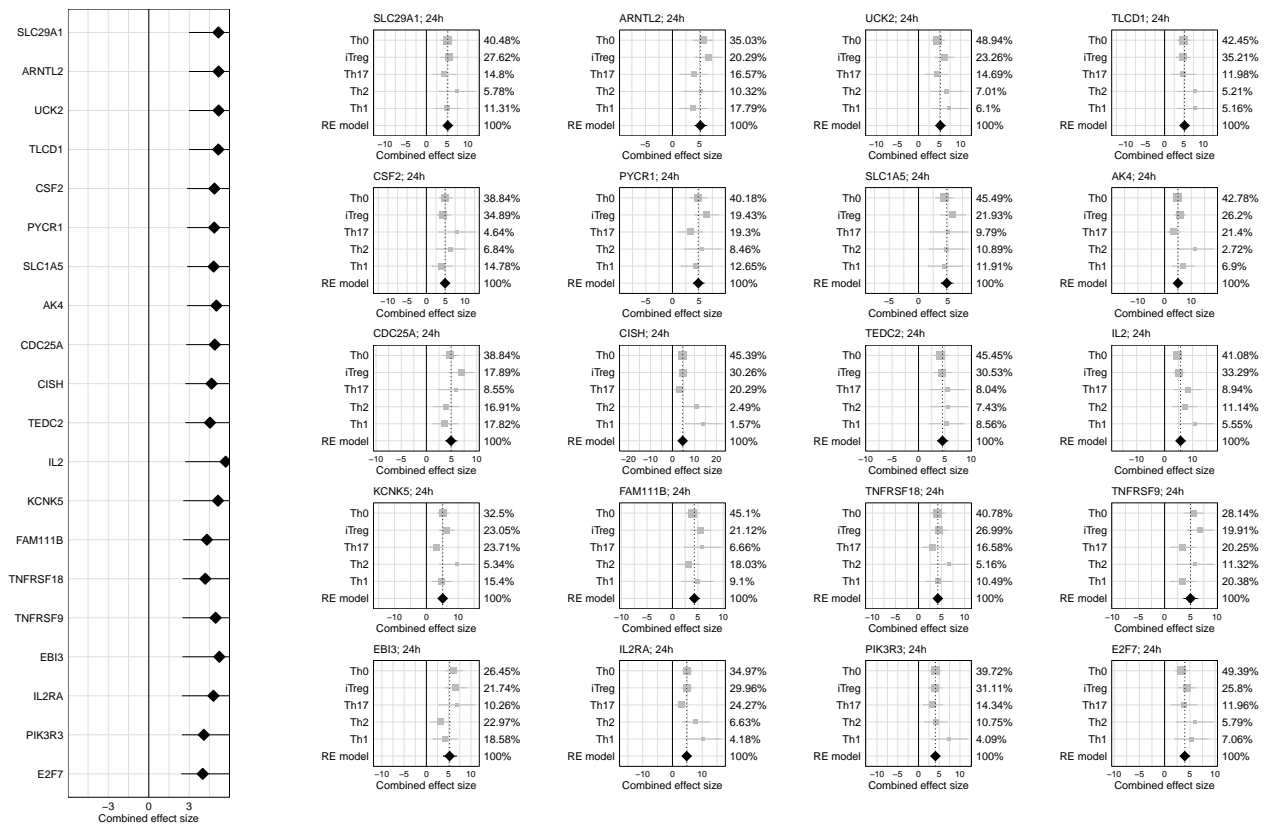 SLC29A1
ARNTL2
UCK2
TLCD1
CSF2
PYCR1
SLC1A5
AK4
CDC25A
CISH
TEDC2
IL2
KCNK5
FAM111B
TNFRSF18
TNFRSF9
EBI3
IL2RA
PIK3R3
E2F7
−3 0 3
Combined effect size
SLC29A1; 24h
Th0 40.48%
iTreg 27.62%
Th17 14.8%
Th2 5.78%
Th1 11.31%
RE model 100%
−10 −5 0 5 10
Combined effect size
ARNTL2; 24h
Th0 35.03%
iTreg 20.29%
Th17 16.57%
Th2 10.32%
Th1 17.79%
RE model 100%
−5 0 5
Combined effect size
UCK2; 24h
Th0 48.94%
iTreg 23.26%
Th17 14.69%
Th2 7.01%
Th1 6.1%
RE model 100%
−10 −5 0 5 10
Combined effect size
TLCD1; 24h
Th0 42.45%
iTreg 35.21%
Th17 11.98%
Th2 5.21%
Th1 5.16%
RE model 100%
−10 −5 0 5 10
Combined effect size
CSF2; 24h
Th0 38.84%
iTreg 34.89%
Th17 4.64%
Th2 6.84%
Th1 14.78%
RE model 100%
−10 −5 0 5 10
Combined effect size
PYCR1; 24h
Th0 40.18%
iTreg 19.43%
Th17 19.3%
Th2 8.46%
Th1 12.65%
RE model 100%
−5 0 5
Combined effect size
SLC1A5; 24h
Th0 45.49%
iTreg 21.93%
Th17 9.79%
Th2 10.89%
Th1 11.91%
RE model 100%
−5 0 5
Combined effect size
AK4; 24h
Th0 42.78%
iTreg 26.2%
Th17 21.4%
Th2 2.72%
Th1 6.9%
RE model 100%
−10 0 10
Combined effect size
CDC25A; 24h
Th0 38.84%
iTreg 17.89%
Th17 8.55%
Th2 16.91%
Th1 17.82%
RE model 100%
−10 −5 0 5 10
Combined effect size
CISH; 24h
Th0 45.39%
iTreg 30.26%
Th17 20.29%
Th2 2.49%
Th1 1.57%
RE model 100%
−20 −10 0 10 20
Combined effect size
TEDC2; 24h
Th0 45.45%
iTreg 30.53%
Th17 8.04%
Th2 7.43%
Th1 8.56%
RE model 100%
−10 −5 0 5 10
Combined effect size
IL2; 24h
Th0 41.08%
iTreg 33.29%
Th17 8.94%
Th2 11.14%
Th1 5.55%
RE model 100%
−10 0 10
Combined effect size
KCNK5; 24h
Th0 32.5%
iTreg 23.05%
Th17 23.71%
Th2 5.34%
Th1 15.4%
RE model 100%
−10 0 10
Combined effect size
FAM111B; 24h
Th0 45.1%
iTreg 21.12%
Th17 6.66%
Th2 18.03%
Th1 9.1%
RE model 100%
−10 −5 0 5 10
Combined effect size
TNFRSF18; 24h
Th0 40.78%
iTreg 26.99%
Th17 16.58%
Th2 5.16%
Th1 10.49%
RE model 100%
−10 −5 0 5 10
Combined effect size
TNFRSF9; 24h
Th0 28.14%
iTreg 19.91%
Th17 20.25%
Th2 11.32%
Th1 20.38%
RE model 100%
−10 −5 0 5 10
Combined effect size
EBI3; 24h
Th0 26.45%
iTreg 21.74%
Th17 10.26%
Th2 22.97%
Th1 18.58%
RE model 100%
−10 −5 0 5 10
Combined effect size
IL2RA; 24h
Th0 34.97%
iTreg 29.96%
Th17 24.27%
Th2 6.63%
Th1 4.18%
RE model 100%
−10 0 10
Combined effect size
PIK3R3; 24h
Th0 39.72%
iTreg 31.11%
Th17 14.34%
Th2 10.75%
Th1 4.09%
RE model 100%
−10 −5 0 5 10
Combined effect size
E2F7; 24h
Th0 49.39%
iTreg 25.8%
Th17 11.96%
Th2 5.79%
Th1 7.06%
RE model 100%
−10 −5 0 5 10
Combined effect size